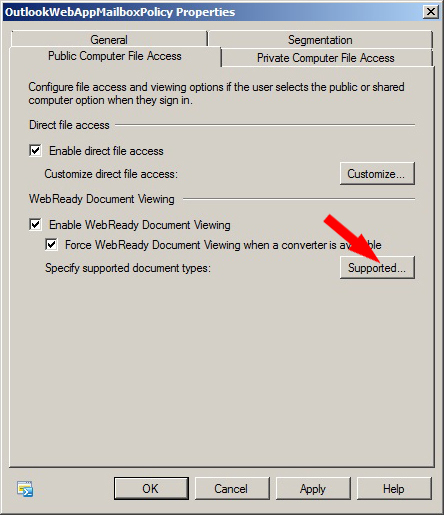 OutlookWebAppMailboxPolicy Properties
General Segmentation
Public Computer File Access Private Computer File Access
Configure file access and viewing options if the user selects the public or shared
computer option when they sign in.
Direct file access
Enable direct file access
Customize direct file access: Customize...
WebReady Document Viewing
Enable WebReady Document Viewing
Force WebReady Document Viewing when a converter is available
Specify supported document types: Supported...
OK Cancel Apply Help